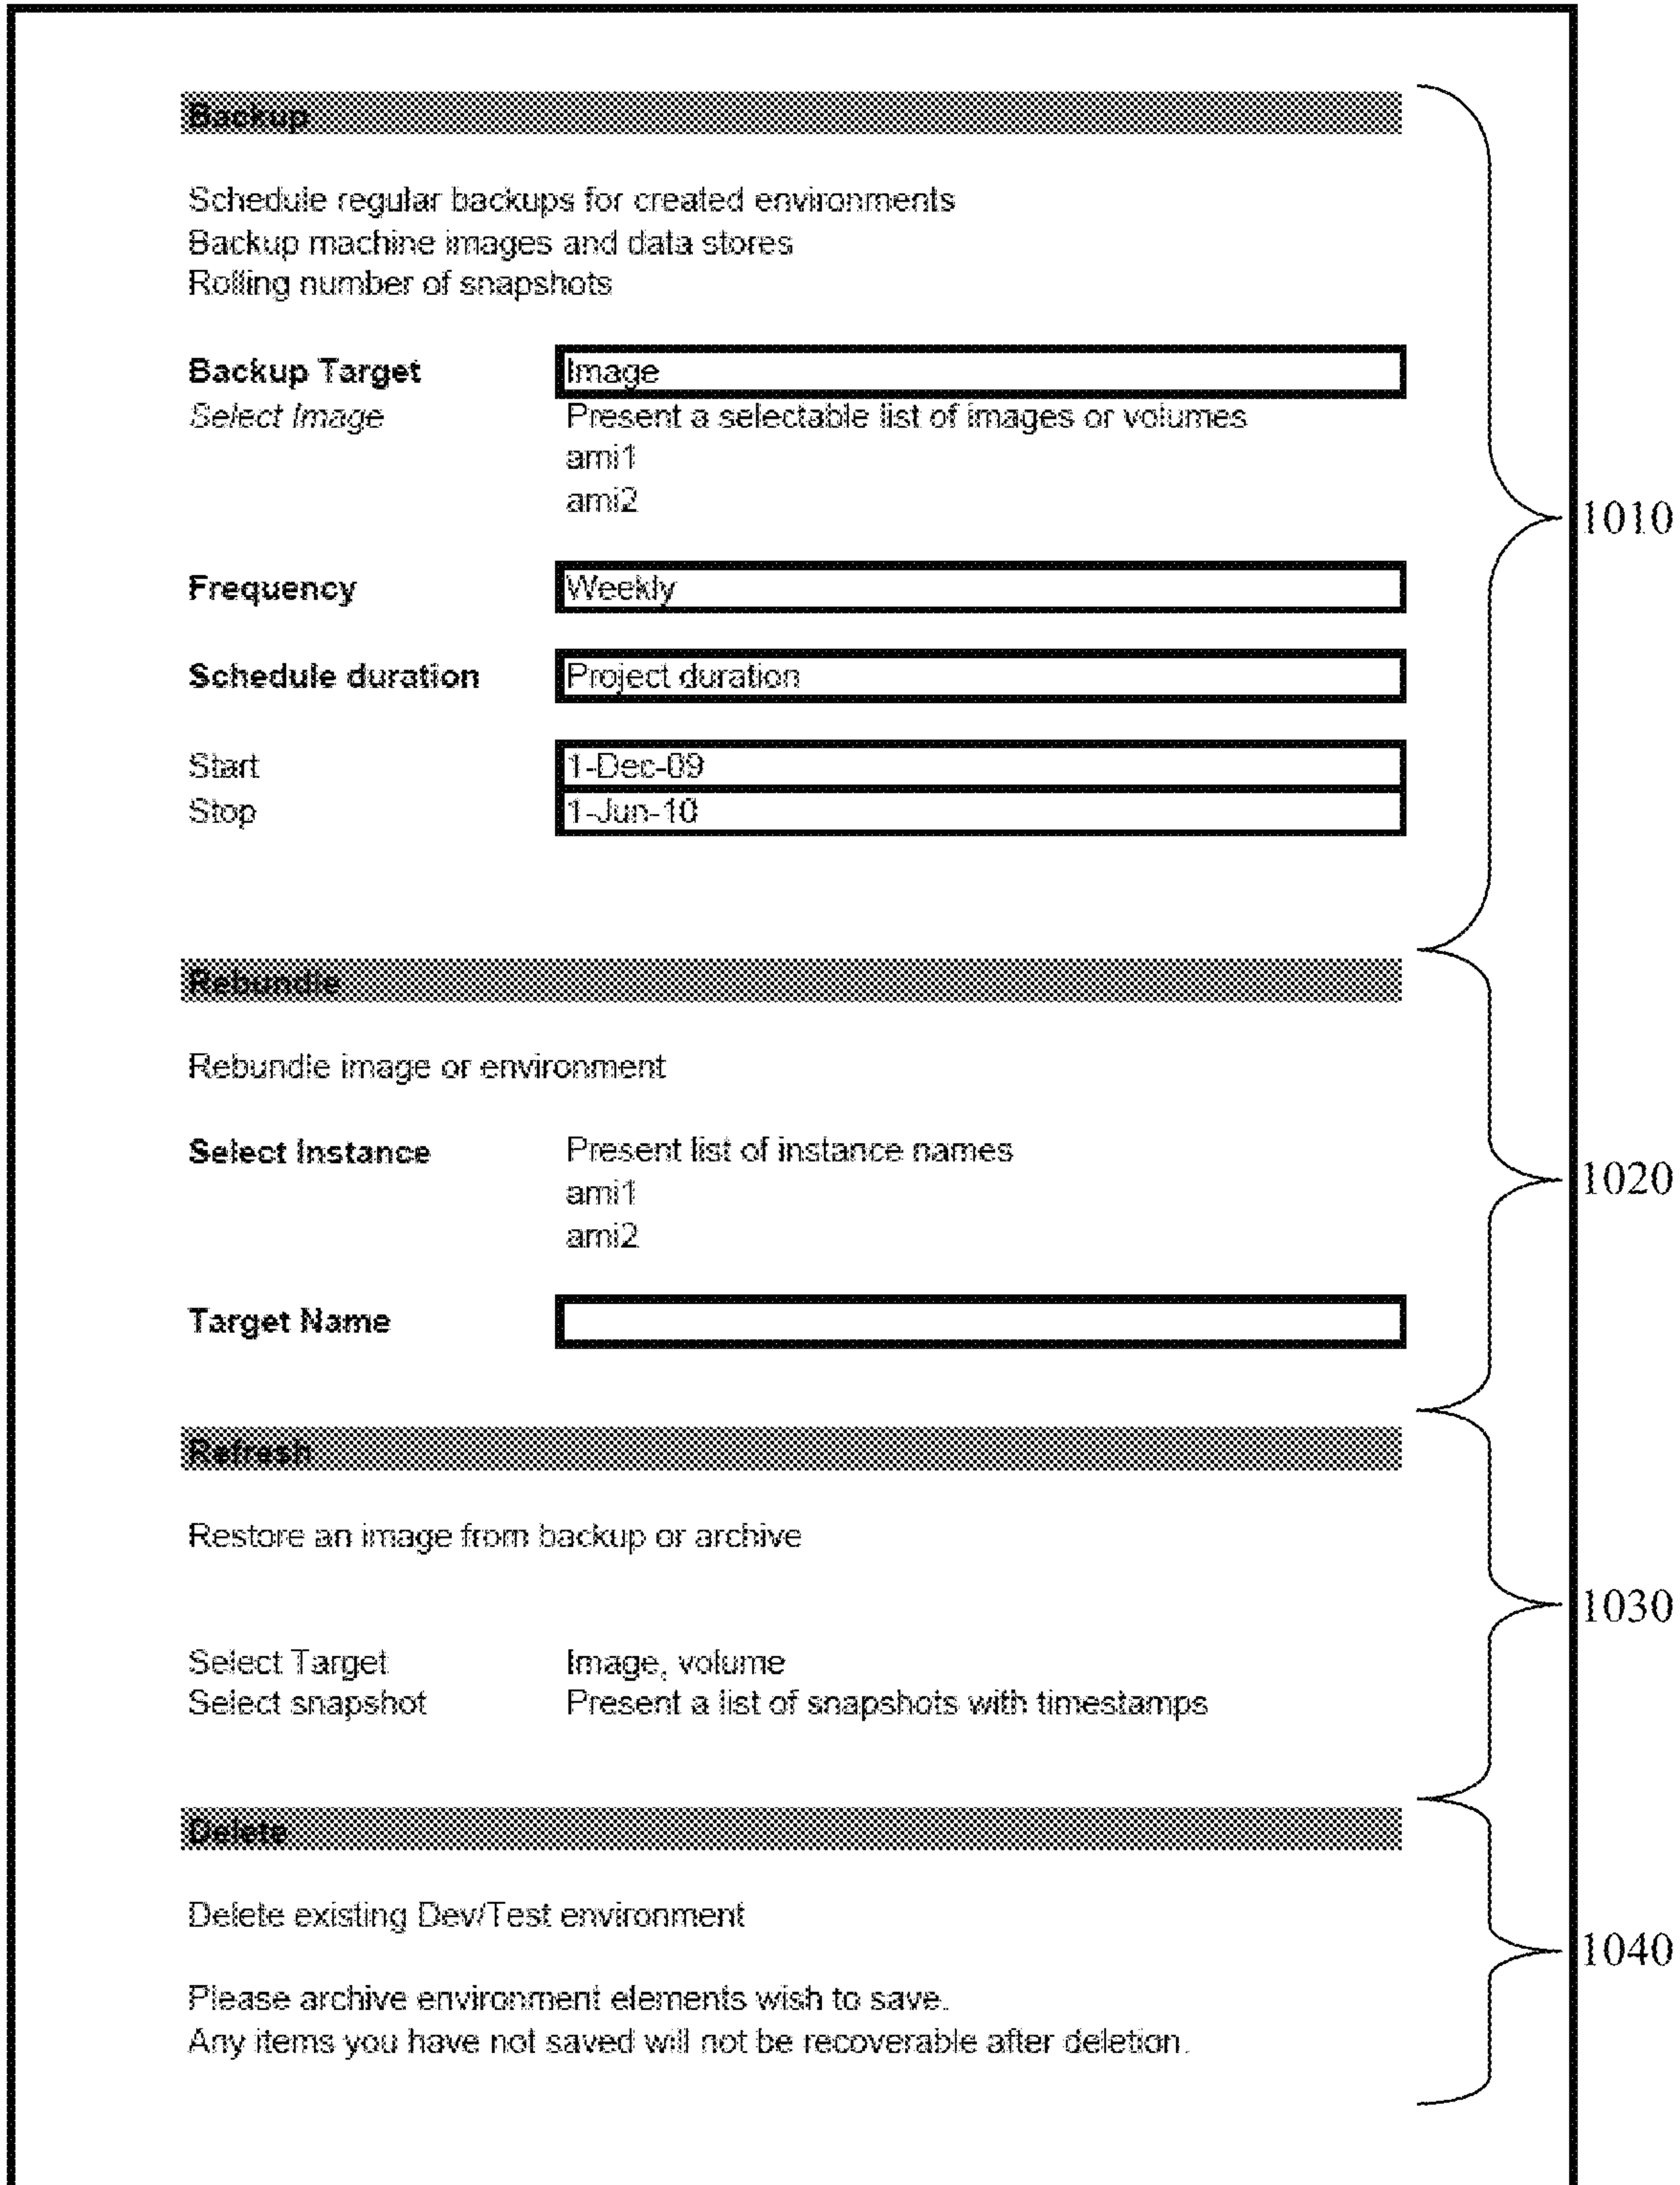 Backup
Schedule regular backups for created environments
Backup machine images and data stores
Rolling number of snapshots
Backup Target Image
Select Image Present a selectable list of images or volumes
ami1
ami2
1010
Frequency Weekly
Schedule duration Project duration
Start 1-Dec-09
Stop 1-Jun-10
Rebundle
Rebundle image or environment
Select Instance Present list of instance names
1020
ami1
ami2
Target Name
Refresh
Restore an image from backup or archive
1030
Select Target Image, volume
Select snapshot Present a list of snapshots with timestamps
Delete
Delete existing Dev/Test environment
1040
Please archive environment elements wish to save.
Any items you have not saved will not be recoverable after deletion.